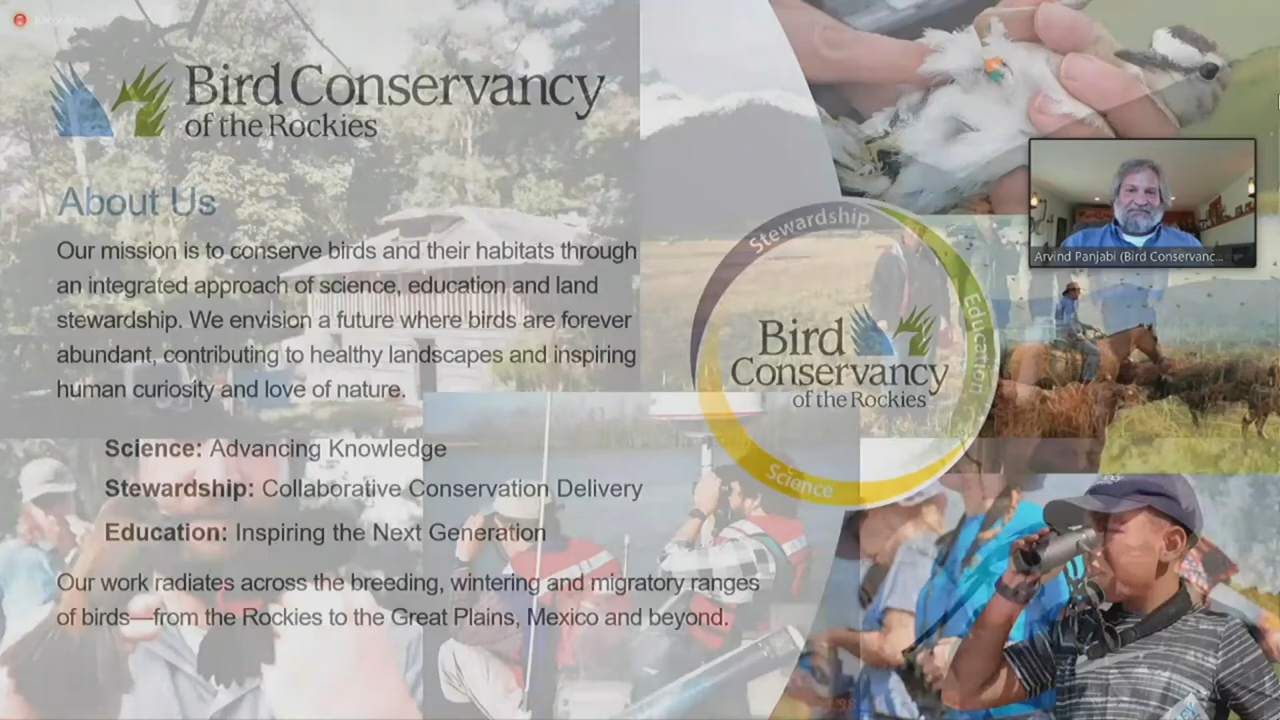 Recording
Bird Conservancy
of the Rockies
About Us
Our mission is to conserve birds and their habitats through
an integrated approach of science, education and land
stewardship. We envision a future where birds are forever
abundant, contributing to healthy landscapes and inspiring
human curiosity and love of nature.
Science: Advancing Knowledge
Stewardship: Collaborative Conservation Delivery
Education: Inspiring the Next Generation
Our work radiates across the breeding, wintering and migratory ranges
of birds—from the Rockies to the Great Plains, Mexico and beyond.
Stewardship
Education
Science
Bird
Conservancy
of the Rockies
Arvind Panjabi (Bird Conservanc...